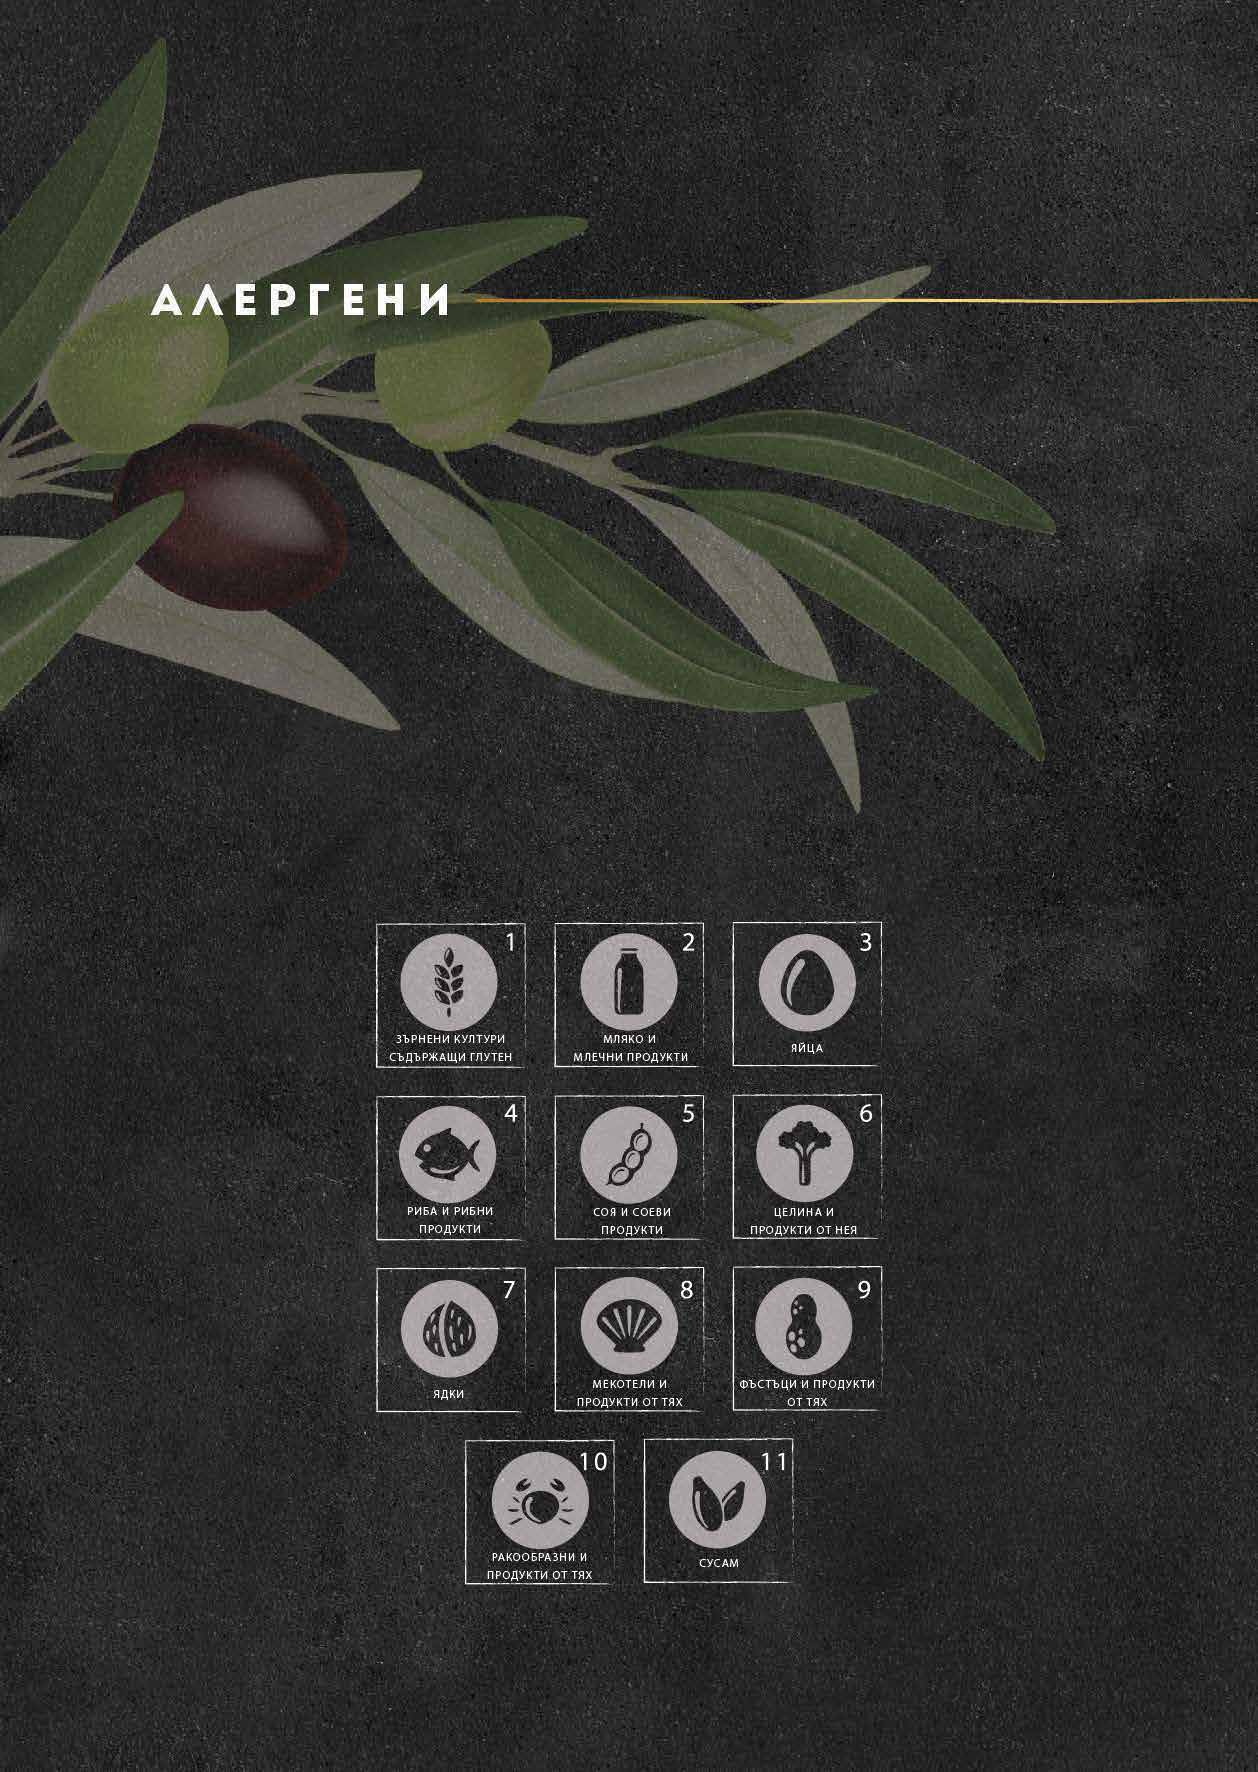 АЛЕРГЕНИ
1
ЗЪРНЕНИ КУЛТУРИ
СЪДЪРЖАЩИ ГЛУТЕН
2
МЛЯКО И
МЛЕЧНИ ПРОДУКТИ
3
ЯЙЦА
4
РИБА И РИБНИ
ПРОДУКТИ
5
СОЯ И СОЕВИ
ПРОДУКТИ
6
ЦЕЛИНА И
ПРОДУКТИ ОТ НЕЯ
7
ЯДКИ
8
МЕКОТЕЛИ И
ПРОДУКТИ ОТ ТЯХ
9
ФЪСТЪЦИ И ПРОДУКТИ
ОТ ТЯХ
10
РАКООБРАЗНИ И
ПРОДУКТИ ОТ ТЯХ
11
СУСАМ